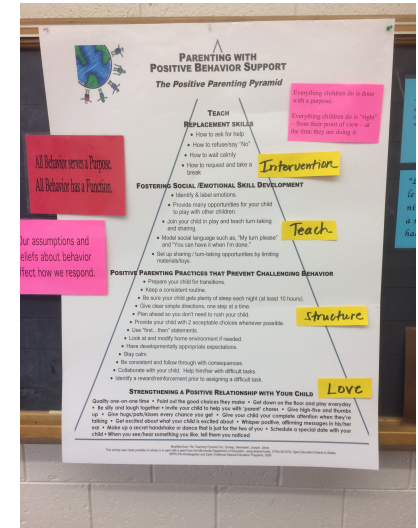 PARENTING WITH
POSITIVE BEHAVIOR SUPPORT
The Positive Parenting Pyramid
Everything children do is done
with a purpose.
Everything children do is "right"
- from their point of view - at
the time they are doing it.
TEACH
REPLACEMENT SKILLS
• How to ask for help
• How to refuse/say "No"
• How to wait calmly
• How to request and take a
break
Intervention
All Behavior serves a Purpose.
All Behavior has a Function.
FOSTERING SOCIAL/EMOTIONAL SKILL DEVELOPMENT
• Identify & label emotions.
• Provide many opportunities for your child
to play with other children.
• Join your child in play and teach turn-taking
and sharing.
• Model social language such as, "My turn please"
and "You can have it when I'm done."
• Set up sharing / turn-taking opportunities by limiting
materials/toys.
Teach
Our assumptions and
beliefs about behavior
affect how we respond.
POSITIVE PARENTING PRACTICES THAT PREVENT CHALLENGING BEHAVIOR
• Prepare your child for transitions.
• Keep a consistent routine.
• Be sure your child gets plenty of sleep each night (at least 10 hours).
• Give clear simple directions, one step at a time.
• Plan ahead so you don't need to rush your child.
• Provide your child with 2 acceptable choices whenever possible.
• Use "first...then" statements.
• Look at and modify home environment if needed.
• Have developmentally appropriate expectations.
• Stay calm.
• Be consistent and follow through with consequences.
• Collaborate with your child. Help him/her with difficult tasks.
• Identify a reward/reinforcement prior to assigning a difficult task.
Structure
Love
STRENGTHENING A POSITIVE RELATIONSHIP WITH YOUR CHILD
Quality one-on-one time • Point out the good choices they make • Get down on the floor and play everyday
• Be silly and laugh together • Invite your child to help you with 'parent' chores • Give high-five and thumbs
up • Give hugs/pats/kisses every chance you get • Give your child your complete attention when they're
talking • Get excited about what your child is excited about • Whisper positive, affirming messages in his/her
ear • Make up a secret handshake or dance that is just for the two of you • Schedule a special date with your
child • When you see/hear something you like, tell them you noticed